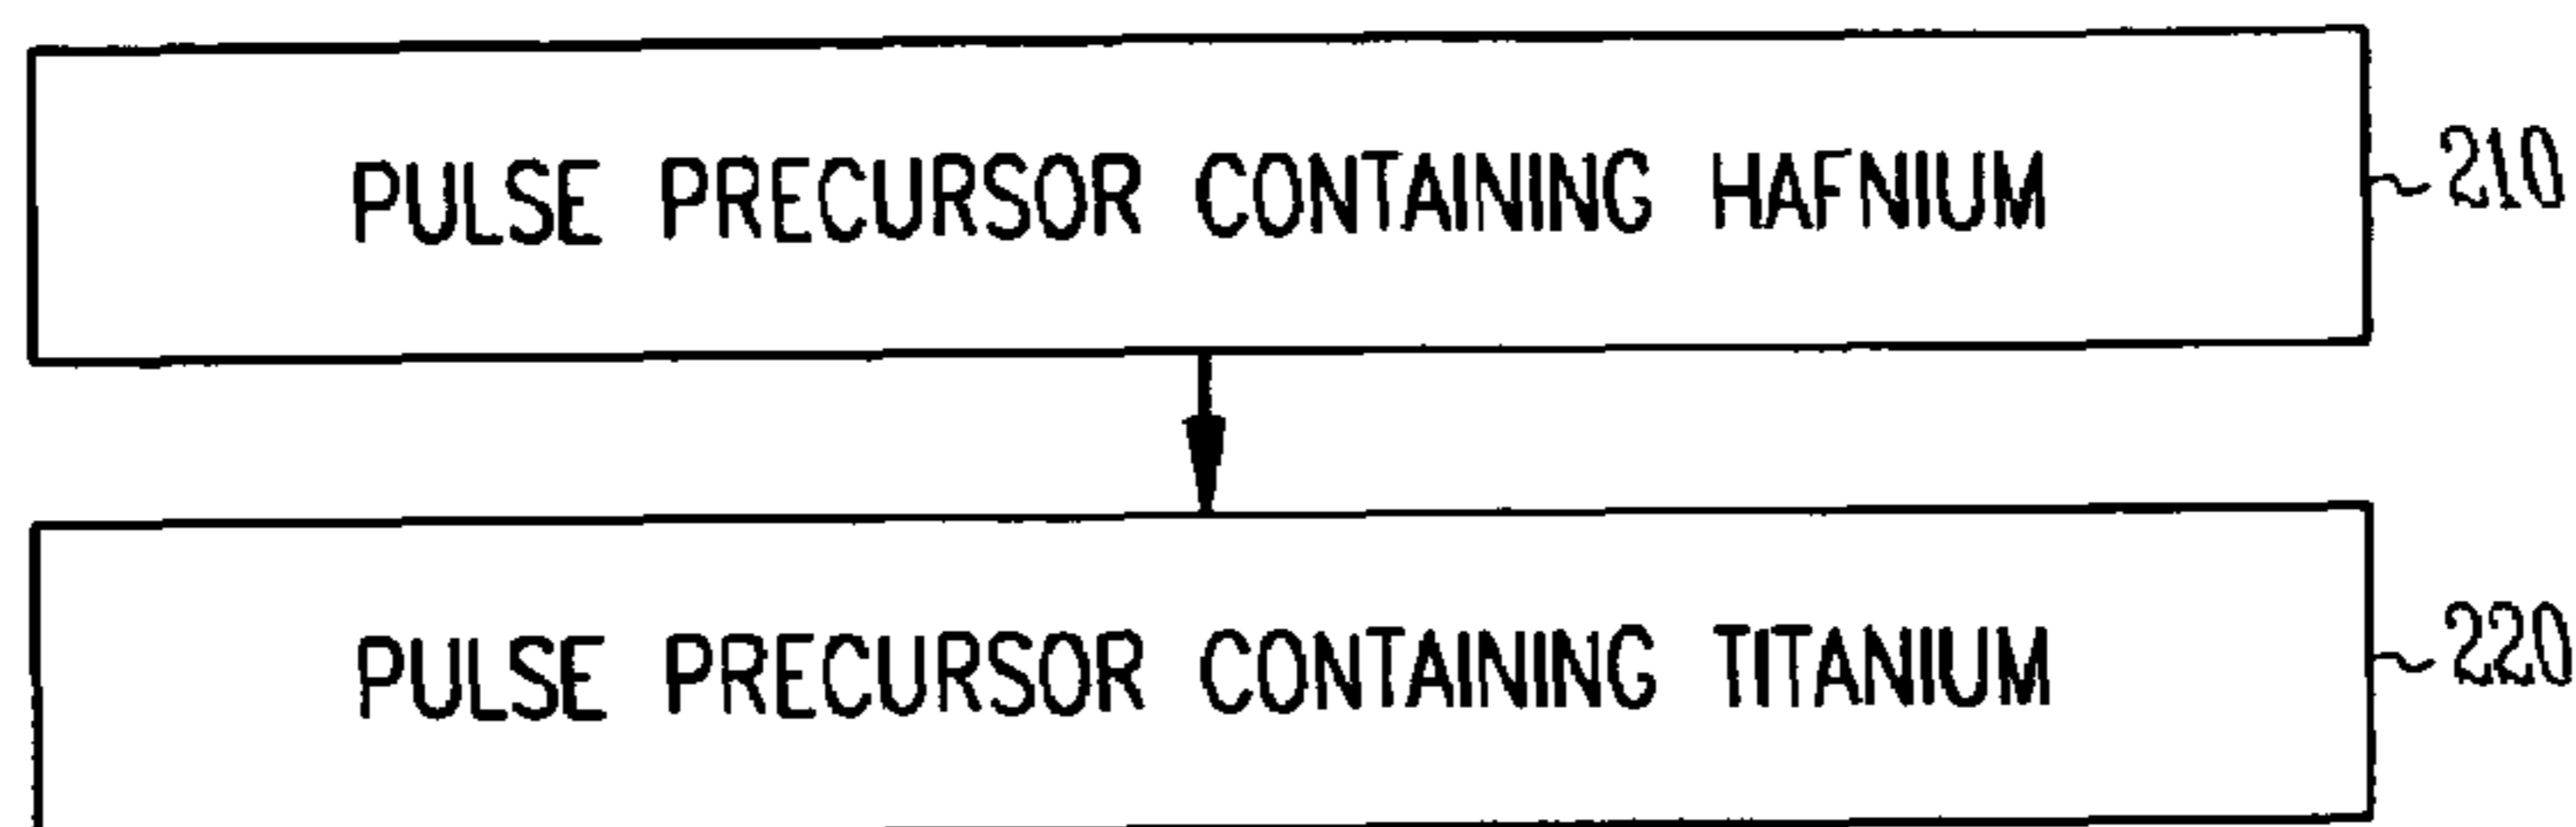 PULSE PRECURSOR CONTAINING HAFNIUM
210
PULSE PRECURSOR CONTAINING TITANIUM
220